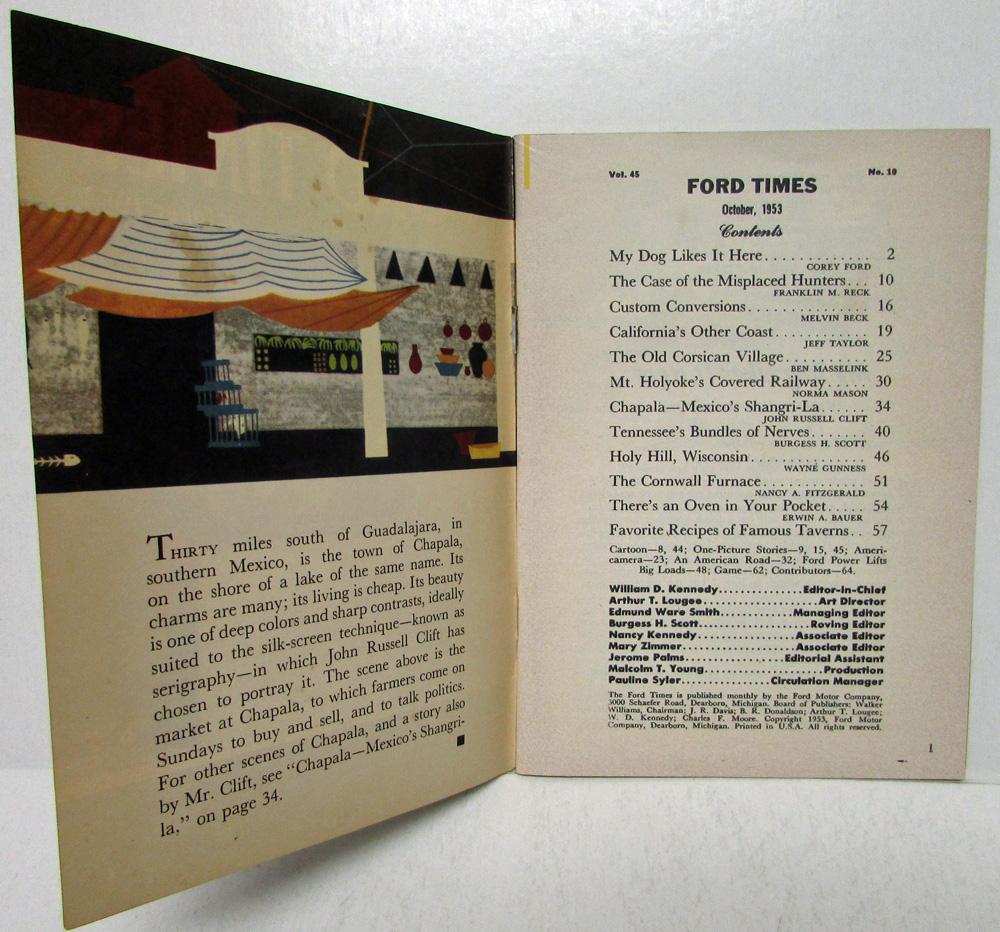 THIRTY miles south of Guadalajara, in
southern Mexico, is the town of Chapala,
on the shore of a lake of the same name. Its
charms are many; its living is cheap. Its beauty
is one of deep colors and sharp contrasts, ideally
suited to the silk-screen technique—known as
serigraphy—in which John Russell Clift has
chosen to portray it. The scene above is the
market at Chapala, to which farmers come on
Sundays to buy and sell, and to talk politics.
For other scenes of Chapala, and a story also
by Mr. Clift, see “Chapala—Mexico’s Shangri-
la,” on page 34.
Vol. 45 No. 10
FORD TIMES
October, 1953
Contents
My Dog Likes It Here............. 2
COREY FORD
The Case of the Misplaced Hunters... 10
FRANKLIN M. RECK
Custom Conversions.............. 16
MELVIN BECK
California’s Other Coast........... 19
JEFF TAYLOR
The Old Corsican Village.......... 25
BEN MASSELINK
Mt. Holyoke’s Covered Railway..... 30
NORMA MASON
Chapala—Mexico’s Shangri-La...... 34
JOHN RUSSELL CLIFT
Tennessee’s Bundles of Nerves....... 40
BURGESS H. SCOTT
Holy Hill, Wisconsin.............. 46
WAYNE GUNNESS
The Cornwall Furnace............. 51
NANCY A. FITZGERALD
There’s an Oven in Your Pocket..... 54
ERWIN A. BAUER
Favorite Recipes of Famous Taverns.. 57
Cartoon—8, 44; One-Picture Stories—9, 15, 45; Ameri-
camera—23; An American Road—32; Ford Power Lifts
Big Loads—48; Game—62; Contributors—64.
William D. Kennedy...............Editor-in-Chief
Arthur T. Lougee....................Art Director
Edmund Ware Smith............Managing Editor
Burgess H. Scott..................Roving Editor
Nancy Kennedy.................Associate Editor
Mary Zimmer...................Associate Editor
Jerome Palms.................Editorial Assistant
Malcolm T. Young....................Production
Pauline Syler................Circulation Manager
The Ford Times is published monthly by the Ford Motor Company,
3000 Schaefer Road, Dearborn, Michigan. Board of Publishers: Walker
Williams, Chairman; J. R. Davis; B. R. Donaldson; Arthur T. Lougee;
W. D. Kennedy; Charles F. Moore. Copyright 1953, Ford Motor
Company, Dearborn, Michigan. Printed in U.S.A. All rights reserved.
1